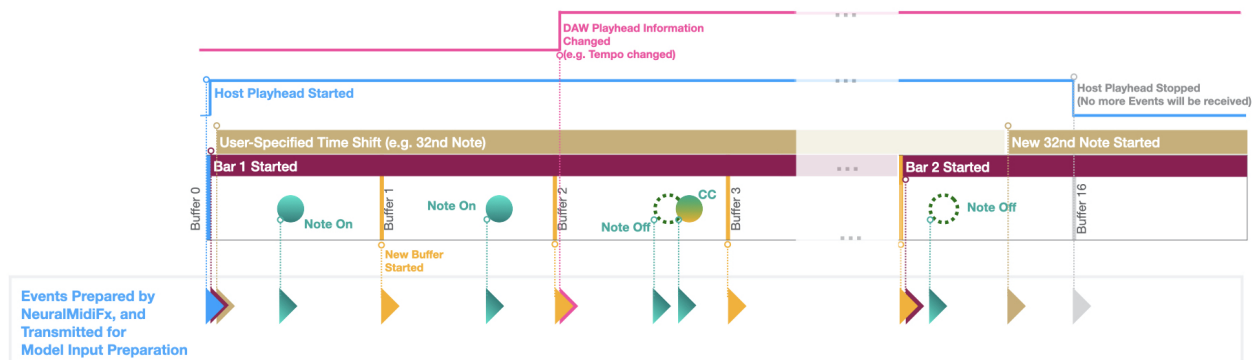 DAW Playhead Information
Changed
(e.g. Tempo changed)
Host Playhead Started
Host Playhead Stopped
(No more Events will be received)
User-Specified Time Shift (e.g. 32nd Note)
New 32nd Note Started
Bar 1 Started
Bar 2 Started
Buffer 0
Note On
Buffer 1
Note On
Buffer 2
Note Off
CC
Buffer 3
Note Off
Buffer 16
New Buffer
Started
Events Prepared by
NeuralMidiFx, and
Transmitted for
Model Input Preparation